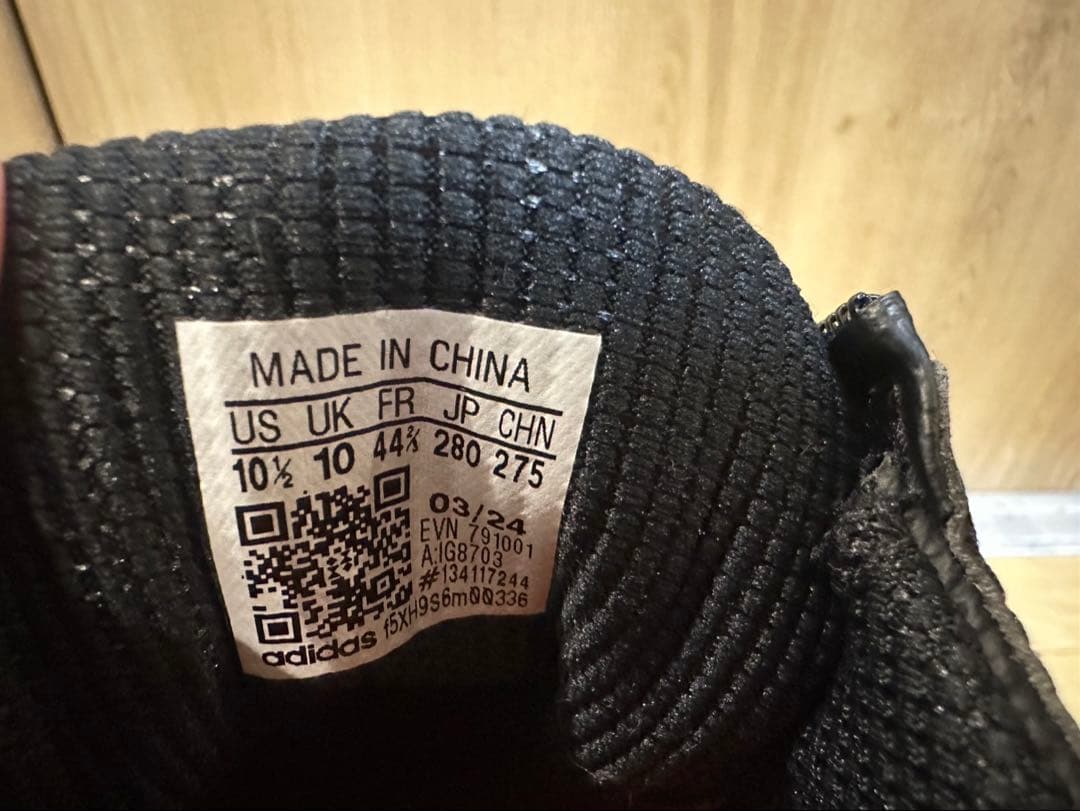 MADE IN CHINA
US UK FR JP CHN
10½ 10 44⅔ 280 275
03/24
EVN 791001
A:IG8703
#134117244
f5XH9S6m00336
adidas